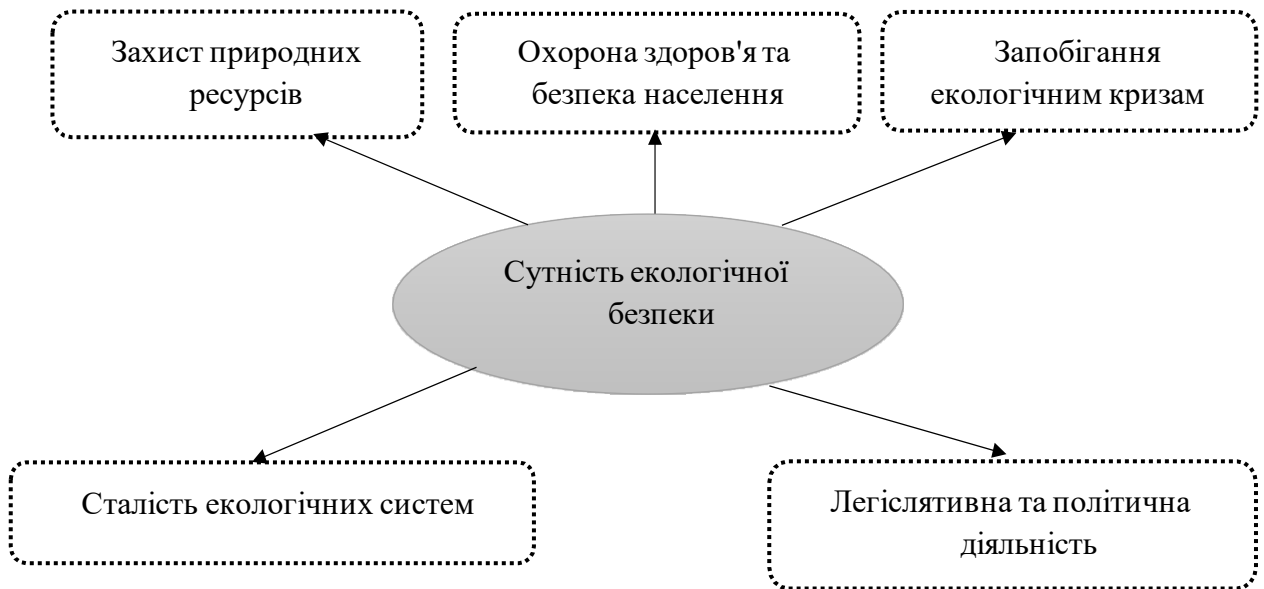 Захист природних
ресурсів
Охорона здоров'я та
безпека населення
Запобігання
екологічним кризам
Сутність екологічної
безпеки
Сталість екологічних систем
Легіслятивна та політична
діяльність